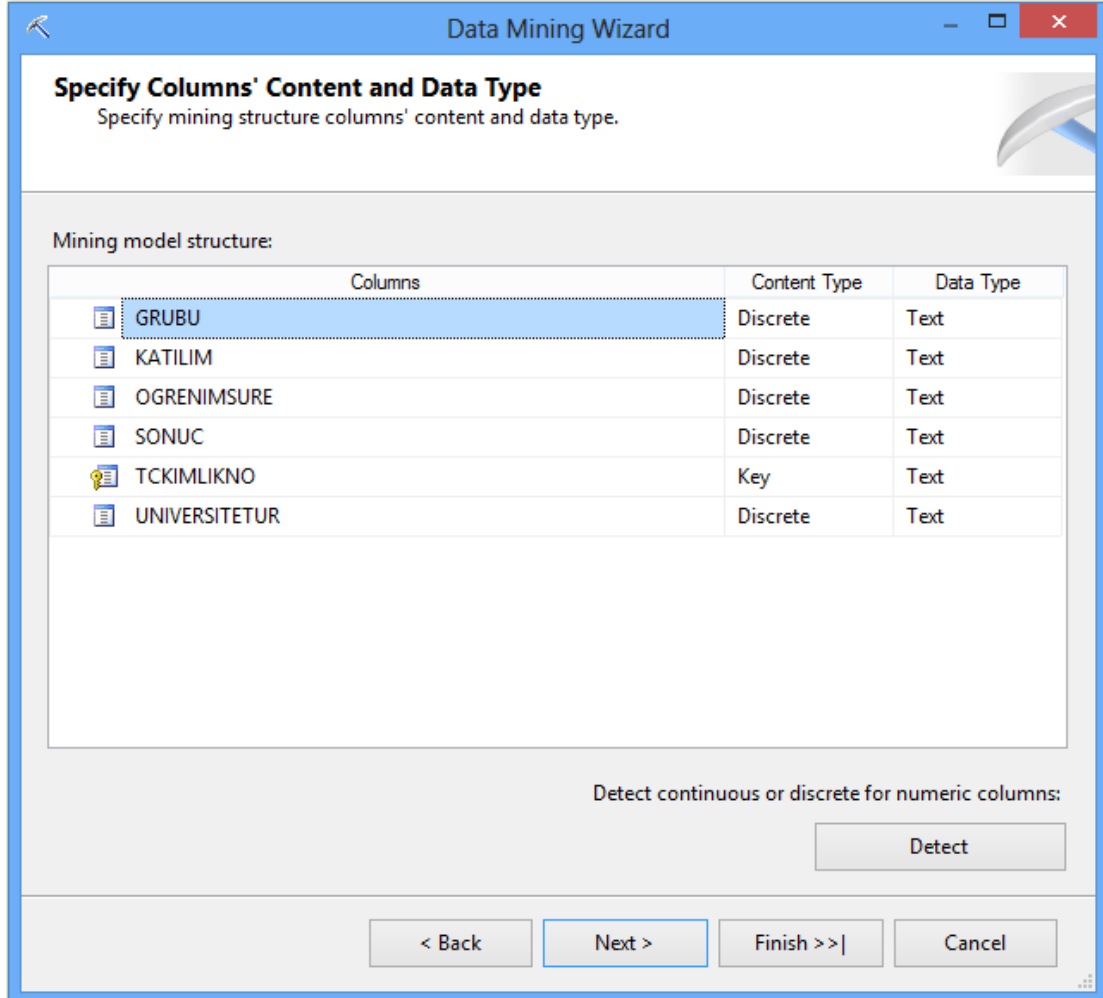 Data Mining Wizard
Specify Columns' Content and Data Type
Specify mining structure columns' content and data type.
Mining model structure:
Columns Content Type Data Type
GRUBU Discrete Text
KATILIM Discrete Text
OGRENIMSURE Discrete Text
SONUC Discrete Text
TCKIMLIKNO Key Text
UNIVERSITETUR Discrete Text
Detect continuous or discrete for numeric columns:
Detect
< Back Next > Finish >>| Cancel